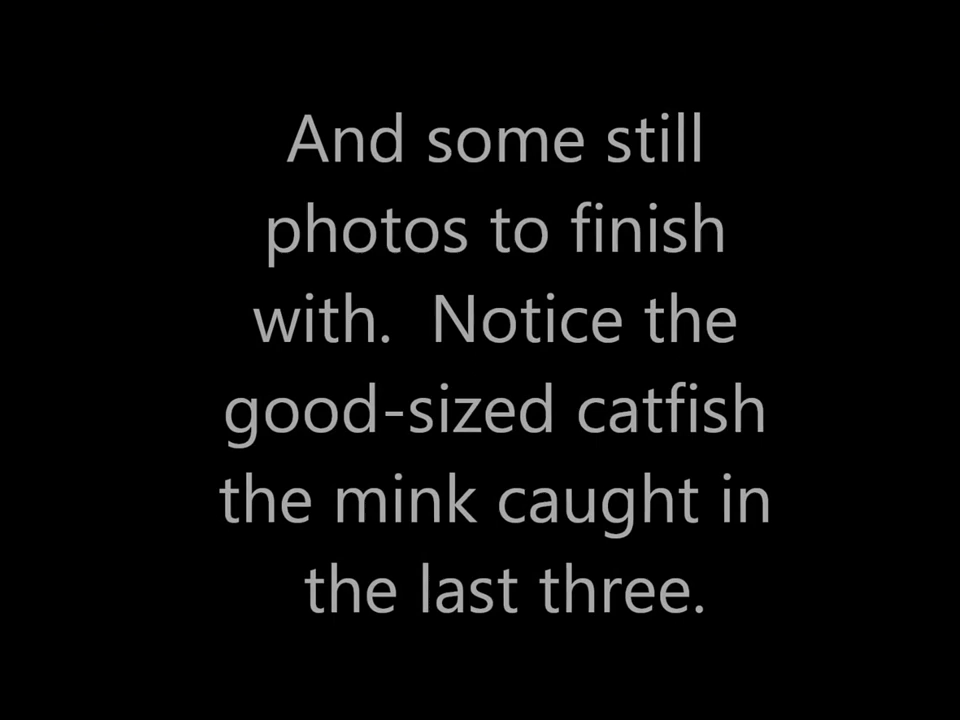 And some still
photos to finish
with.  Notice the
good-sized catfish
the mink caught in
the last three.